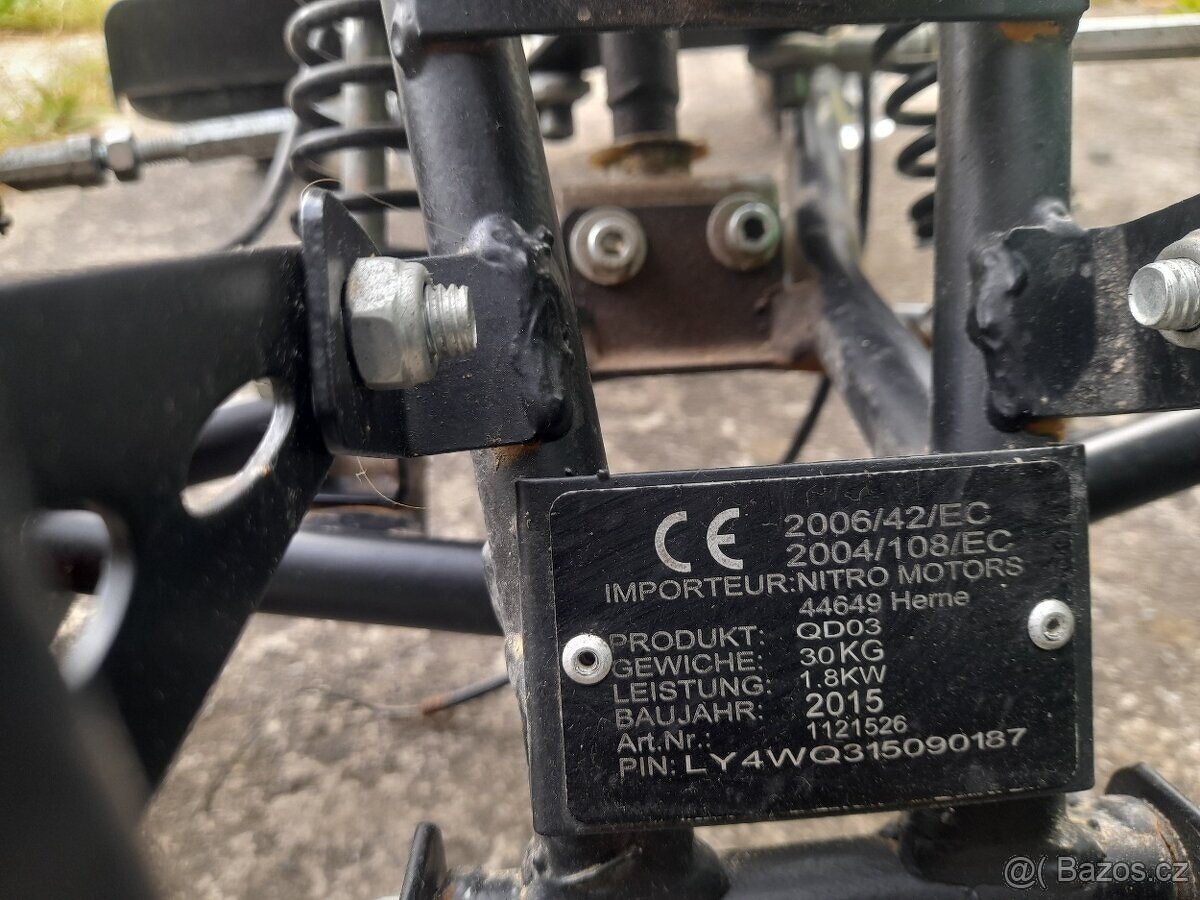 CE 2006/42/EC
2004/108/EC
IMPORTEUR:NITRO MOTORS
44649 Herne
PRODUKT: QD03
GEWICHE: 30KG
LEISTUNG: 1.8KW
BAUJAHR: 2015
Art.Nr.: 1121526
PIN: LY4WQ315090187
@( Bazos.cz